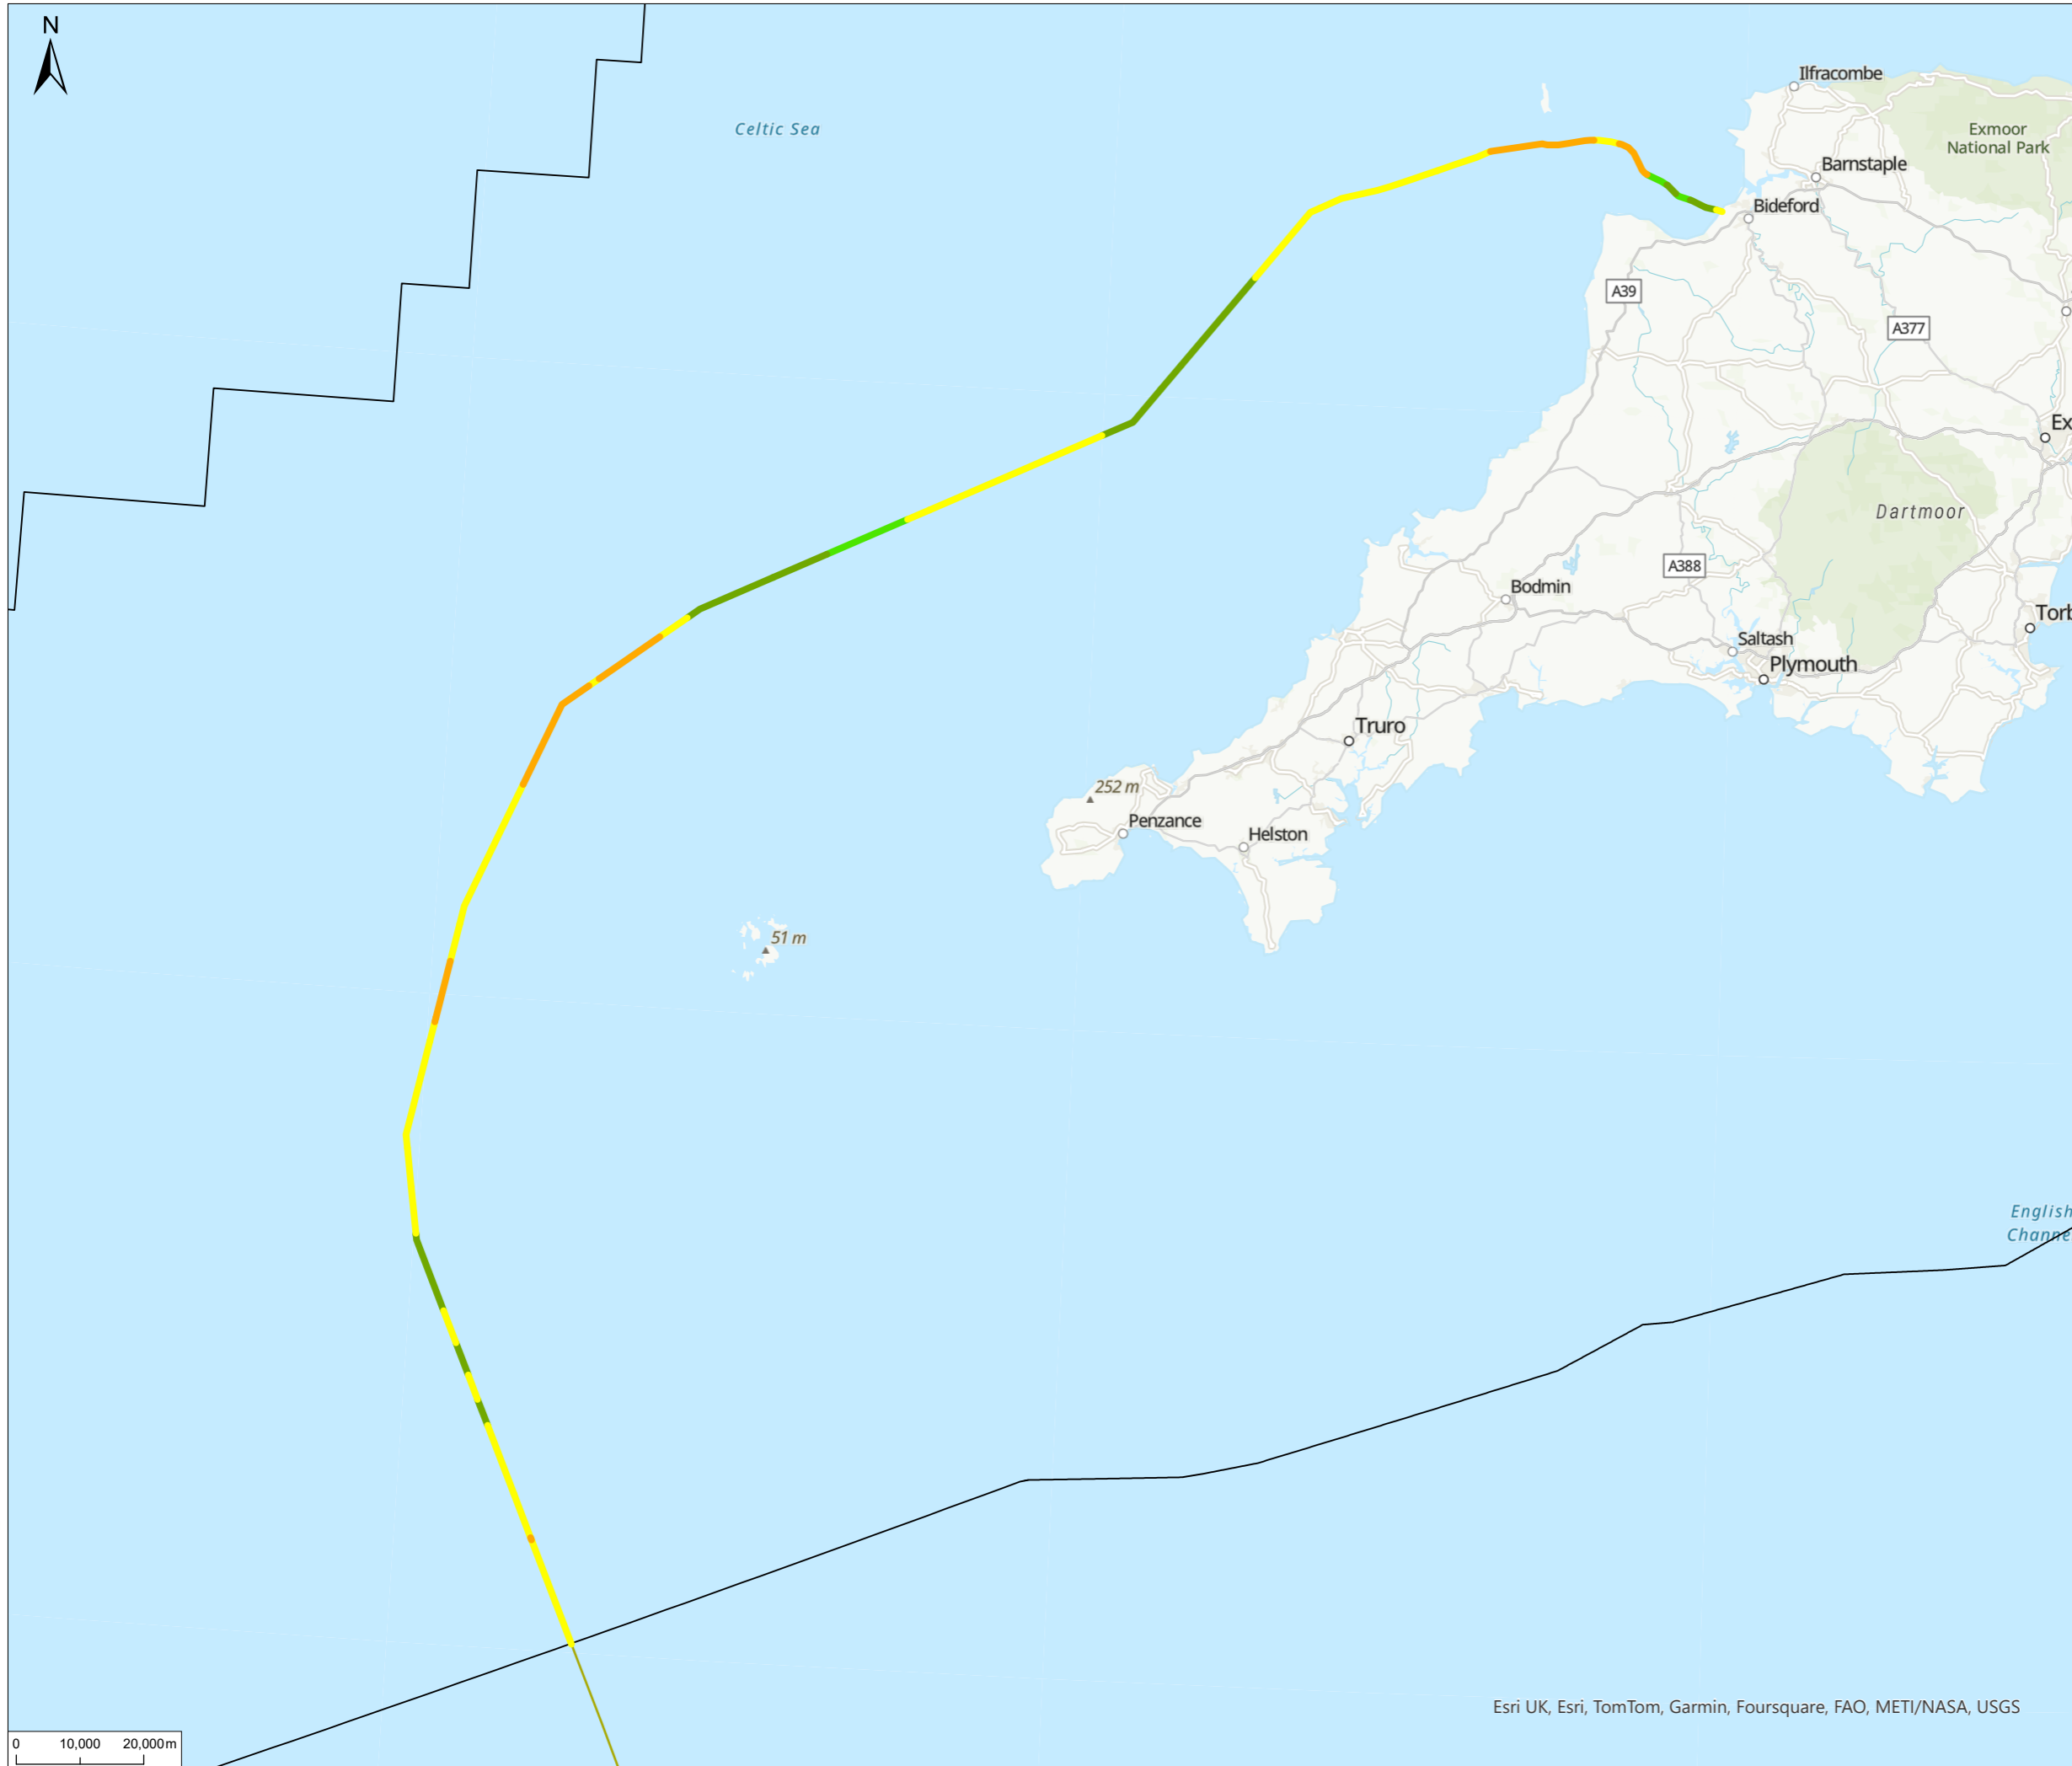 N
Ilfracombe
Celtic Sea
Exmoor
National Park
Barnstaple
Bideford
A39
A377
Ex
Dartmoor
A388
Bodmin
Torb
Saltash
Plymouth
Truro
252 m
Penzance
Helston
51 m
English
Channe
Esri UK, Esri, TomTom, Garmin, Foursquare, FAO, METI/NASA, USGS
0 10,000 20,000 m